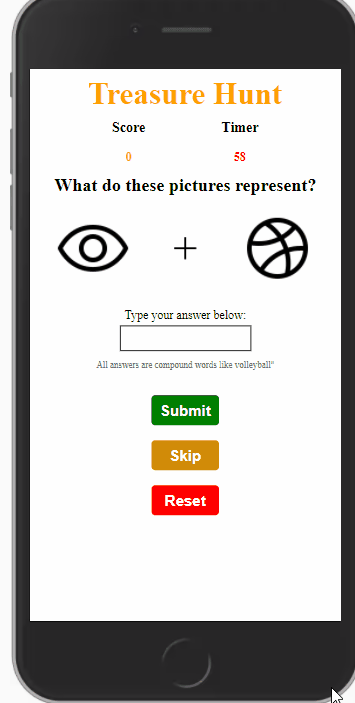 Treasure Hunt
Score Timer
0 58
What do these pictures represent?
+
Type your answer below:
All answers are compound words like volleyball"
Submit
Skip
Reset